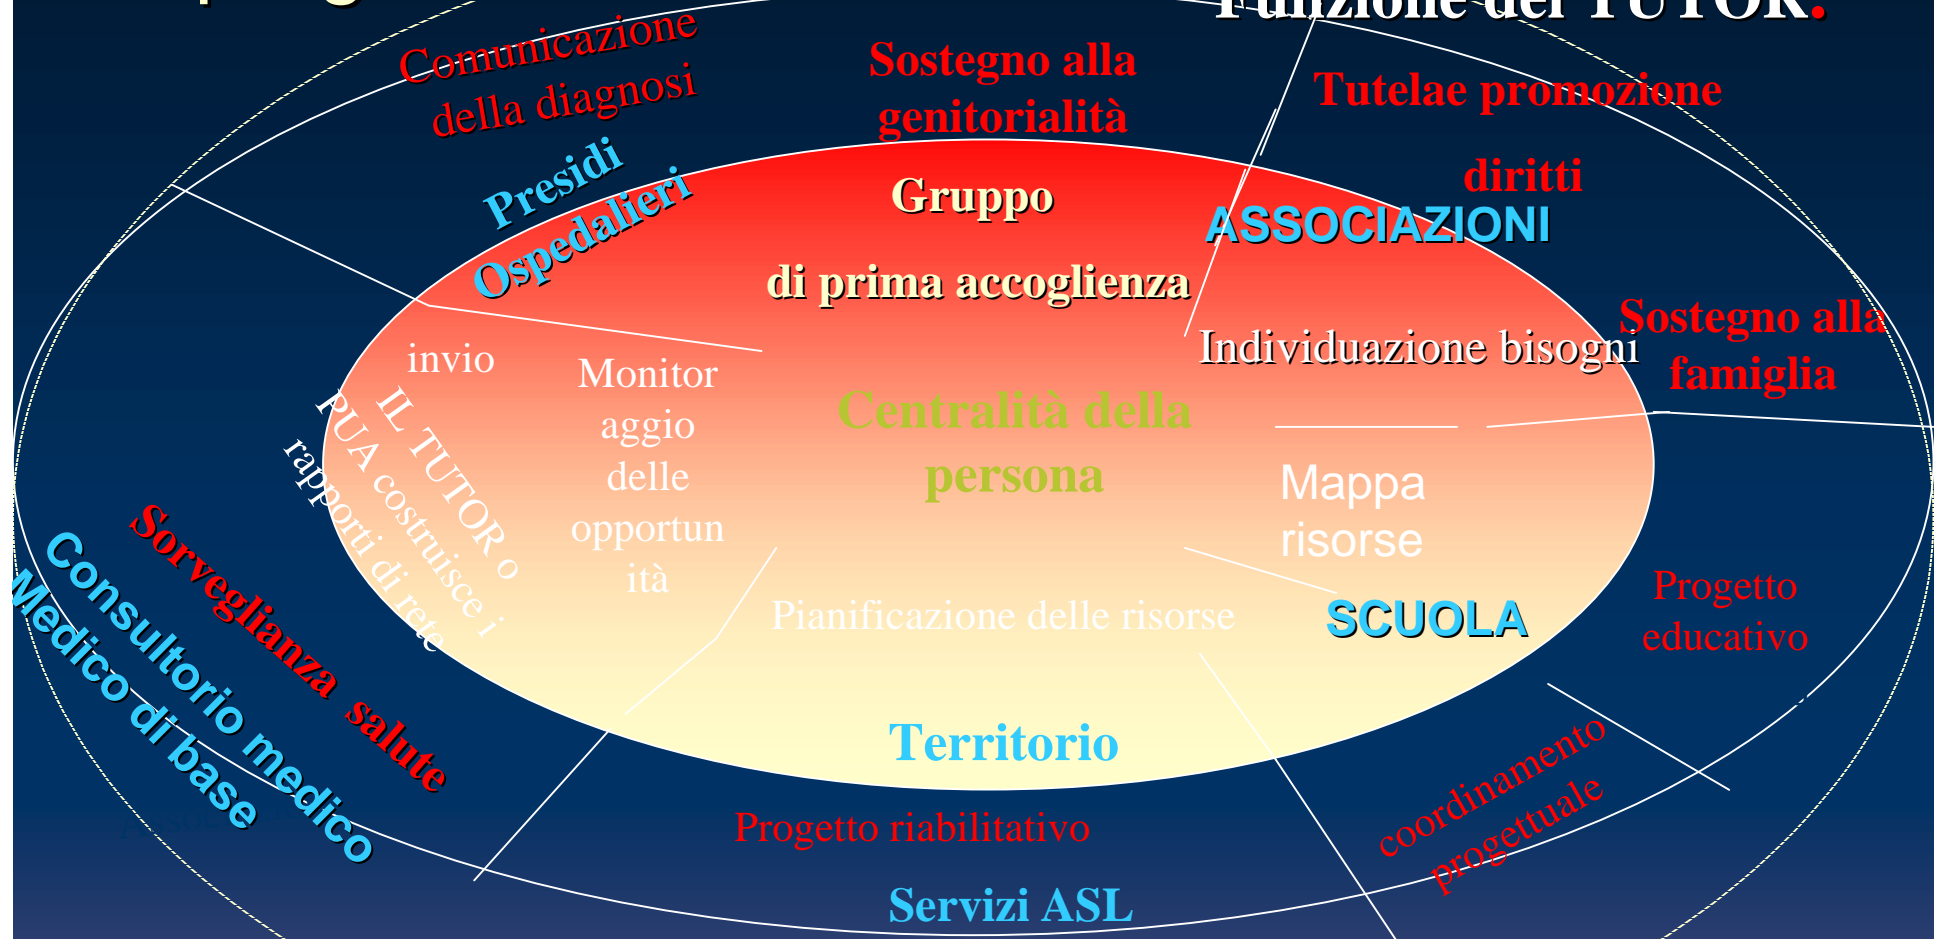 Funzione del TUTOR.
Comunicazione
della diagnosi
Sostegno alla
genitorialità
Tutelae promozione
diritti
Presidi
Ospedalieri
Gruppo
di prima accoglienza
ASSOCIAZIONI
Sostegno alla
famiglia
invio
Monitor
aggio
delle
opportun
ità
Individuazione bisogni
IL TUTOR o
PUA costruisce i
rapporti di rete
Centralità della
persona
Mappa
risorse
Sorveglianza salute
Consultorio medico
Medico di base
Pianificazione delle risorse
SCUOLA
Progetto
educativo
Territorio
coordinamento
progettuale
Progetto riabilitativo
Servizi ASL